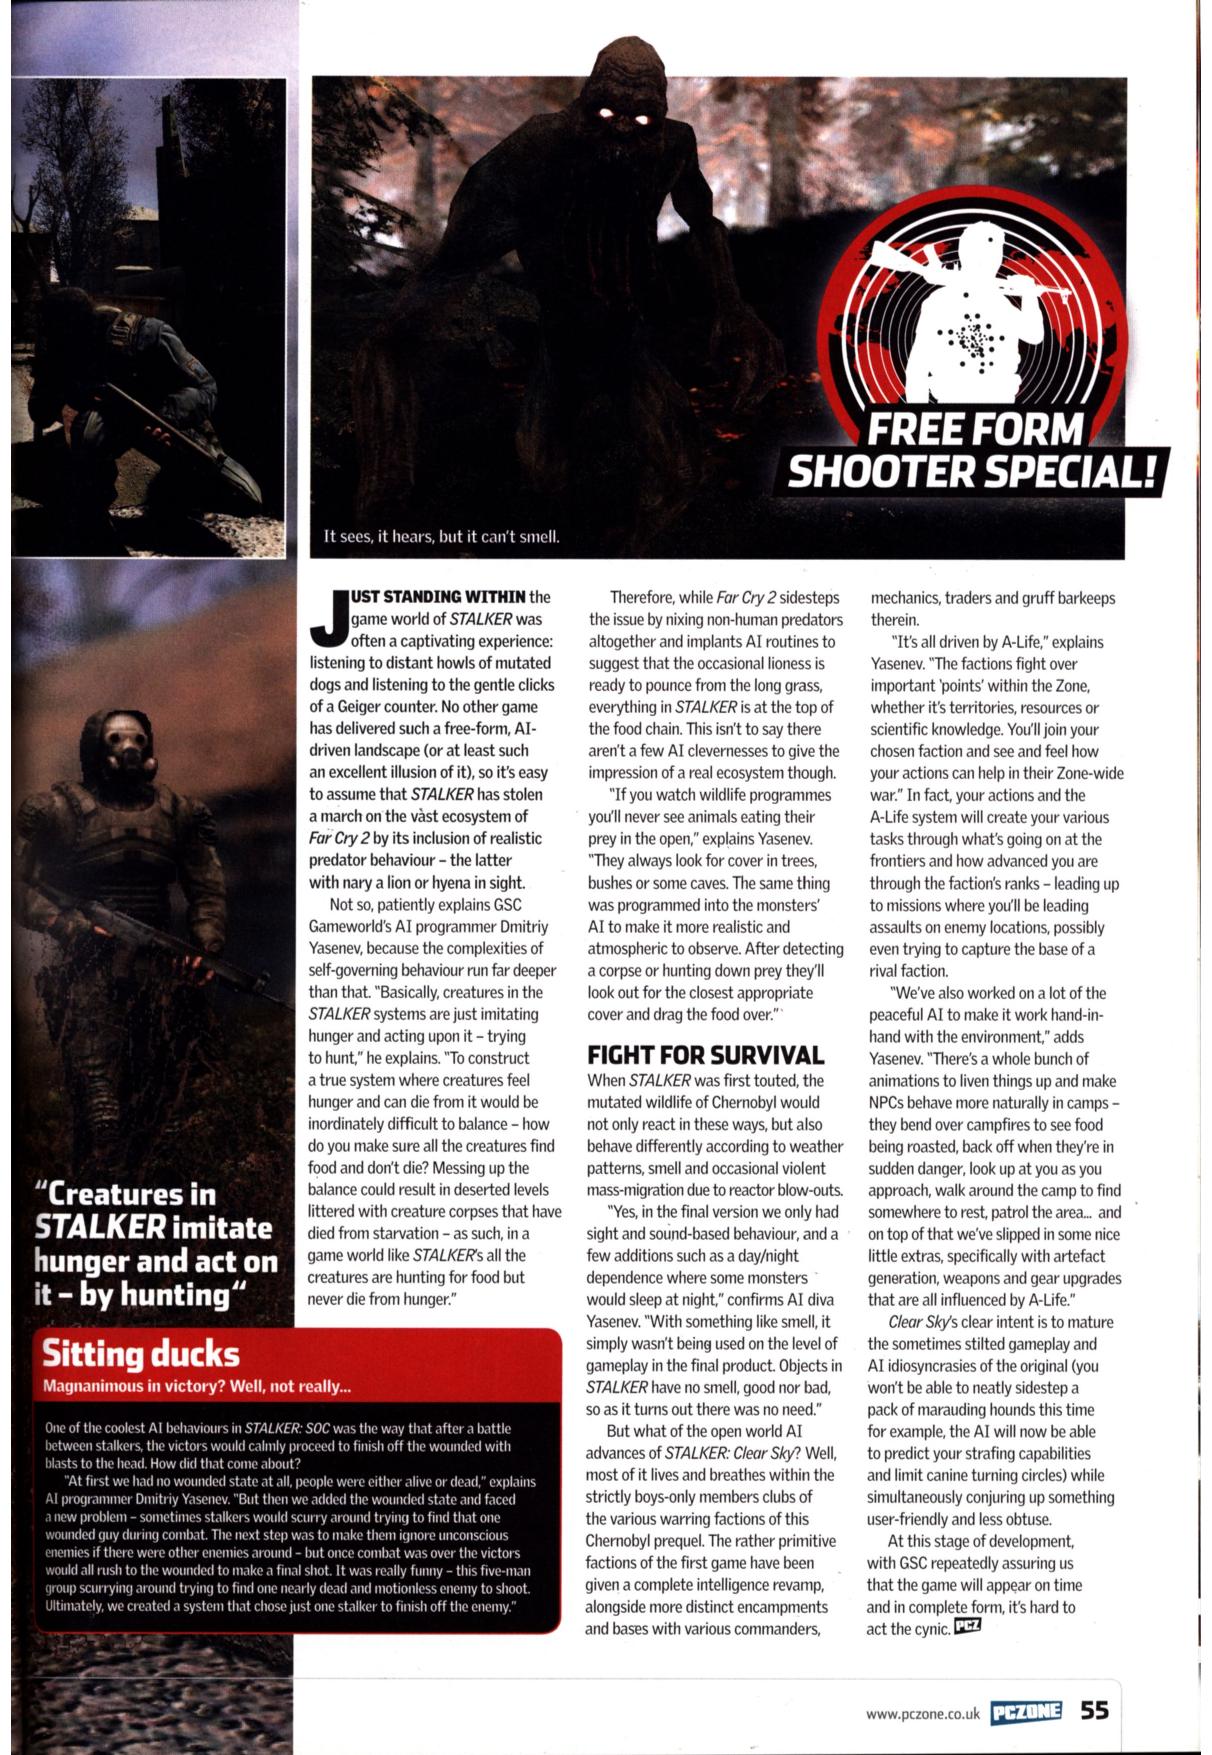 FREE FORM
SHOOTER SPECIAL!
It sees, it hears, but it can't smell.
JUST STANDING WITHIN the
game world of STALKER was
often a captivating experience:
listening to distant howls of mutated
dogs and listening to the gentle clicks
of a Geiger counter. No other game
has delivered such a free-form, AI-
driven landscape (or at least such
an excellent illusion of it), so it's easy
to assume that STALKER has stolen
a march on the vast ecosystem of
Far Cry 2 by its inclusion of realistic
predator behaviour – the latter
with nary a lion or hyena in sight.
Not so, patiently explains GSC
Gameworld's AI programmer Dmitriy
Yasenev, because the complexities of
self-governing behaviour run far deeper
than that. "Basically, creatures in the
STALKER systems are just imitating
hunger and acting upon it – trying
to hunt," he explains. "To construct
a true system where creatures feel
hunger and can die from it would be
inordinately difficult to balance – how
do you make sure all the creatures find
food and don't die? Messing up the
balance could result in deserted levels
littered with creature corpses that have
died from starvation – as such, in a
game world like STALKER's all the
creatures are hunting for food but
never die from hunger."
Therefore, while Far Cry 2 sidesteps
the issue by nixing non-human predators
altogether and implants AI routines to
suggest that the occasional lioness is
ready to pounce from the long grass,
everything in STALKER is at the top of
the food chain. This isn't to say there
aren't a few AI clevernesses to give the
impression of a real ecosystem though.
"If you watch wildlife programmes
you'll never see animals eating their
prey in the open," explains Yasenev.
"They always look for cover in trees,
bushes or some caves. The same thing
was programmed into the monsters'
AI to make it more realistic and
atmospheric to observe. After detecting
a corpse or hunting down prey they'll
look out for the closest appropriate
cover and drag the food over."
FIGHT FOR SURVIVAL
When STALKER was first touted, the
mutated wildlife of Chernobyl would
not only react in these ways, but also
behave differently according to weather
patterns, smell and occasional violent
mass-migration due to reactor blow-outs.
"Yes, in the final version we only had
sight and sound-based behaviour, and a
few additions such as a day/night
dependence where some monsters
would sleep at night," confirms AI diva
Yasenev. "With something like smell, it
simply wasn't being used on the level of
gameplay in the final product. Objects in
STALKER have no smell, good nor bad,
so as it turns out there was no need."
But what of the open world AI
advances of STALKER: Clear Sky? Well,
most of it lives and breathes within the
strictly boys-only members clubs of
the various warring factions of this
Chernobyl prequel. The rather primitive
factions of the first game have been
given a complete intelligence revamp,
alongside more distinct encampments
and bases with various commanders,
mechanics, traders and gruff barkeeps
therein.
"It's all driven by A-Life," explains
Yasenev. "The factions fight over
important 'points' within the Zone,
whether it's territories, resources or
scientific knowledge. You'll join your
chosen faction and see and feel how
your actions can help in their Zone-wide
war." In fact, your actions and the
A-Life system will create your various
tasks through what's going on at the
frontiers and how advanced you are
through the faction's ranks – leading up
to missions where you'll be leading
assaults on enemy locations, possibly
even trying to capture the base of a
rival faction.
"We've also worked on a lot of the
peaceful AI to make it work hand-in-
hand with the environment," adds
Yasenev. "There's a whole bunch of
animations to liven things up and make
NPCs behave more naturally in camps –
they bend over campfires to see food
being roasted, back off when they're in
sudden danger, look up at you as you
approach, walk around the camp to find
somewhere to rest, patrol the area... and
on top of that we've slipped in some nice
little extras, specifically with artefact
generation, weapons and gear upgrades
that are all influenced by A-Life."
Clear Sky's clear intent is to mature
the sometimes stilted gameplay and
AI idiosyncrasies of the original (you
won't be able to neatly sidestep a
pack of marauding hounds this time
for example, the AI will now be able
to predict your strafing capabilities
and limit canine turning circles) while
simultaneously conjuring up something
user-friendly and less obtuse.
At this stage of development,
with GSC repeatedly assuring us
that the game will appear on time
and in complete form, it's hard to
act the cynic. PCZ
"Creatures in
STALKER imitate
hunger and act on
it – by hunting"
Sitting ducks
Magnanimous in victory? Well, not really...
One of the coolest AI behaviours in STALKER: SOC was the way that after a battle
between stalkers, the victors would calmly proceed to finish off the wounded with
blasts to the head. How did that come about?
"At first we had no wounded state at all, people were either alive or dead," explains
AI programmer Dmitriy Yasenev. "But then we added the wounded state and faced
a new problem – sometimes stalkers would scurry around trying to find that one
wounded guy during combat. The next step was to make them ignore unconscious
enemies if there were other enemies around – but once combat was over the victors
would all rush to the wounded to make a final shot. It was really funny – this five-man
group scurrying around trying to find one nearly dead and motionless enemy to shoot.
Ultimately, we created a system that chose just one stalker to finish off the enemy."
www.pczone.co.uk PCZONE 55